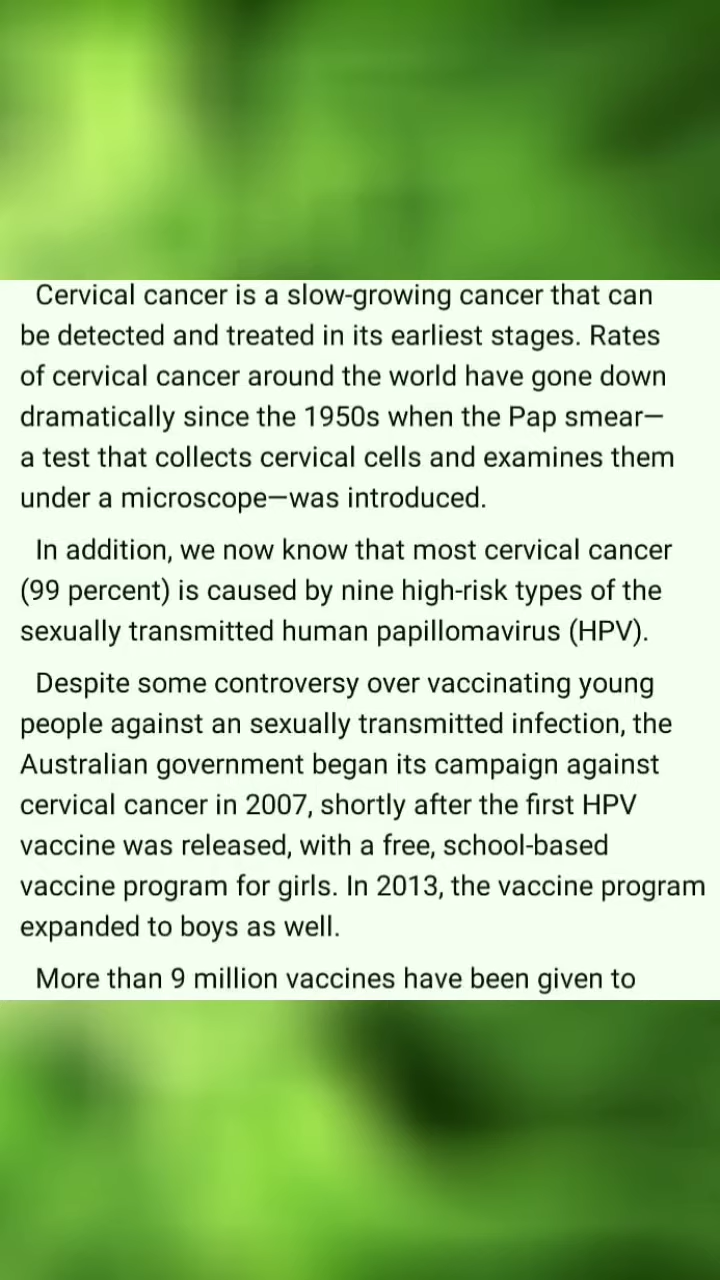 Cervical cancer is a slow-growing cancer that can
be detected and treated in its earliest stages. Rates
of cervical cancer around the world have gone down
dramatically since the 1950s when the Pap smear—
a test that collects cervical cells and examines them
under a microscope—was introduced.
In addition, we now know that most cervical cancer
(99 percent) is caused by nine high-risk types of the
sexually transmitted human papillomavirus (HPV).
Despite some controversy over vaccinating young
people against an sexually transmitted infection, the
Australian government began its campaign against
cervical cancer in 2007, shortly after the first HPV
vaccine was released, with a free, school-based
vaccine program for girls. In 2013, the vaccine program
expanded to boys as well.
More than 9 million vaccines have been given to